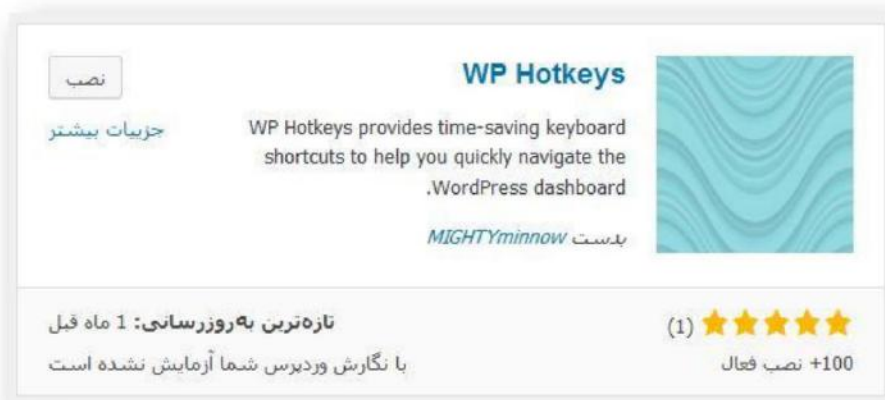 WP Hotkeys
نصب
جزییات بیشتر
WP Hotkeys provides time-saving keyboard
shortcuts to help you quickly navigate the
WordPress dashboard.
بدست MIGHTYminnow
(1)
تازه‌ترین به‌روزرسانی: 1 ماه قبل
100+ نصب فعال
با نگارش وردپرس شما آزمایش نشده است